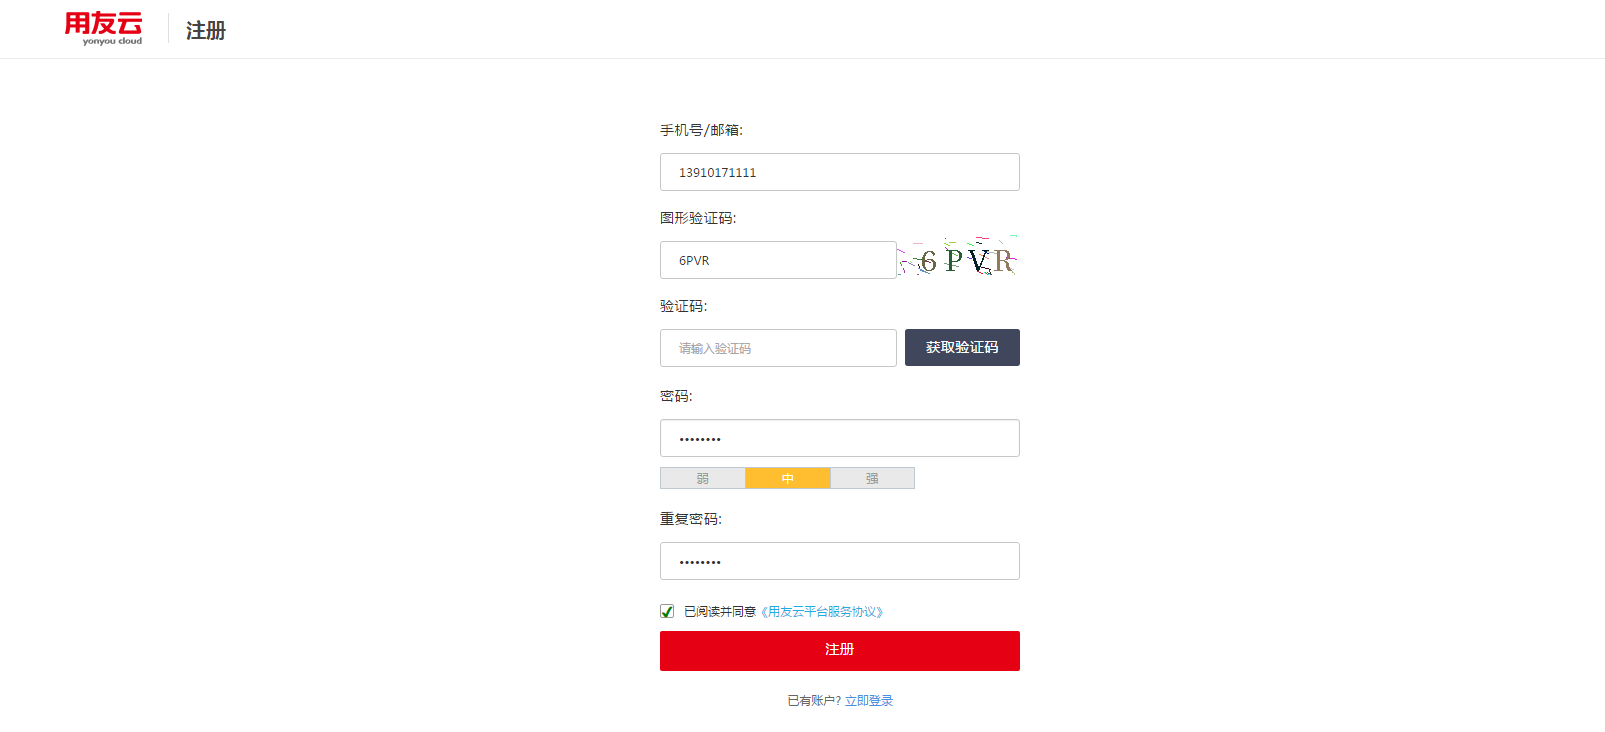 用友云
yonyou cloud
注册
手机号/邮箱:
13910171111
图形验证码:
6PVR 6PVR
验证码:
请输入验证码 获取验证码
密码:
••••••••
弱 中 强
重复密码:
••••••••
已阅读并同意《用友云平台服务协议》
注册
已有账户? 立即登录